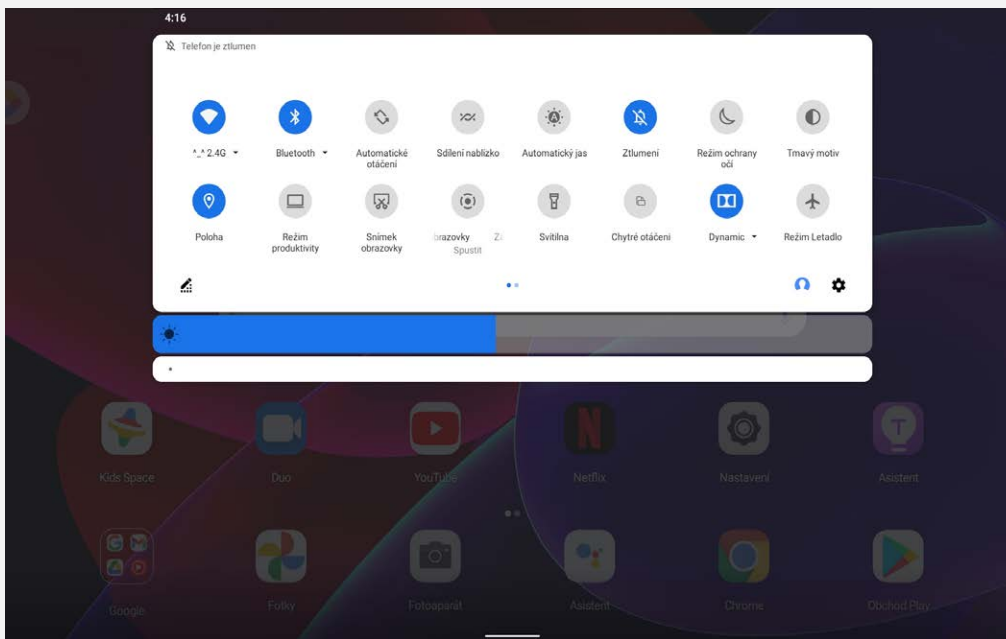 4:16
Telefon je ztlumen
^_^ 2.4G
Bluetooth
Automatické
otáčení
Sdílení nablízko
Automatický jas
Ztlumení
Režim ochrany
očí
Tmavý motiv
Poloha
Režim
produktivity
Snímek
obrazovky
brazovky
Spustit
Svítilna
Chytré otáčení
Dynamic
Režim Letadlo
Kids Space
Duo
YouTube
Netflix
Nastavení
Asistent
Google
Fotky
Fotoaparát
Asistent
Chrome
Obchod Play